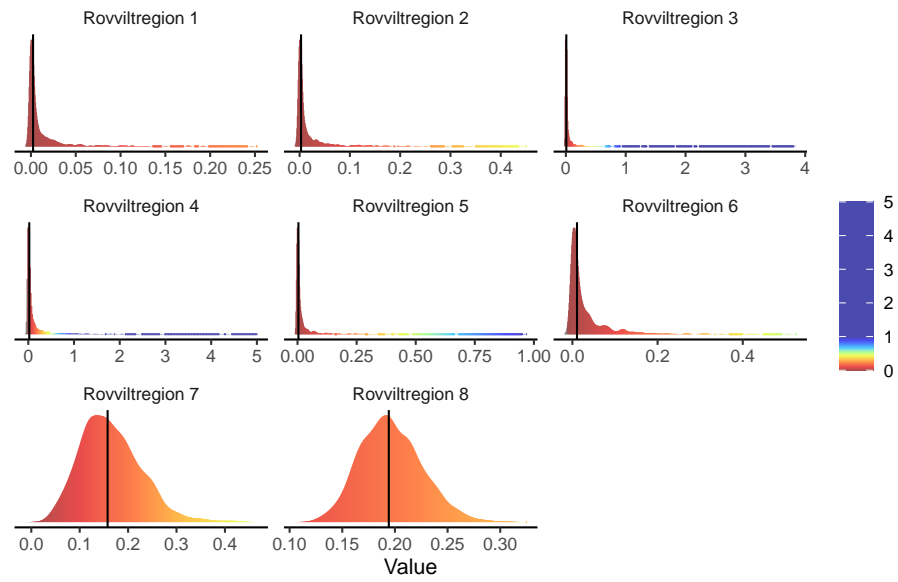 Rovviltregion 1 Rovviltregion 2 Rovviltregion 3
0.00 0.05 0.10 0.15 0.20 0.25 0.0 0.1 0.2 0.3 0.4 0 1 2 3 4
Rovviltregion 4 Rovviltregion 5 Rovviltregion 6
0 1 2 3 4 5 0.00 0.25 0.50 0.75 1.00 0.0 0.2 0.4
5
4
3
2
1
0
Rovviltregion 7 Rovviltregion 8
0.0 0.1 0.2 0.3 0.4 0.10 0.15 0.20 0.25 0.30
Value